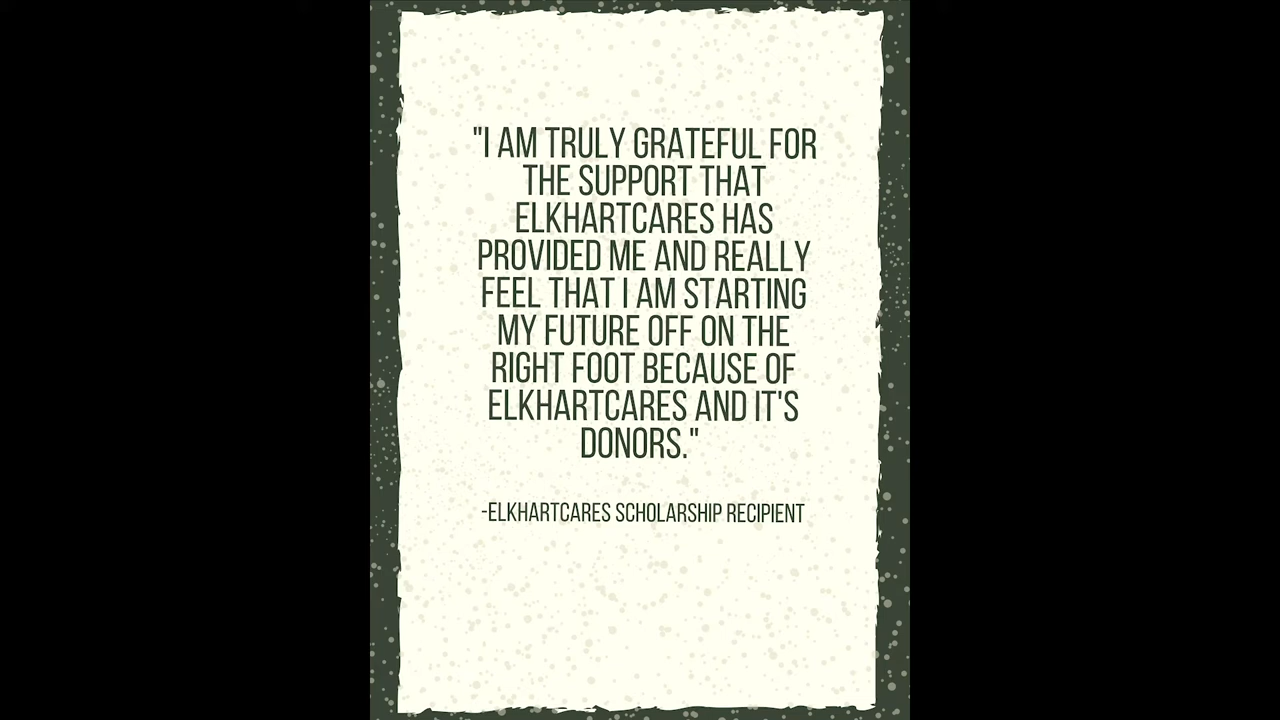 "I AM TRULY GRATEFUL FOR
THE SUPPORT THAT
ELKHARTCARES HAS
PROVIDED ME AND REALLY
FEEL THAT I AM STARTING
MY FUTURE OFF ON THE
RIGHT FOOT BECAUSE OF
ELKHARTCARES AND IT'S
DONORS."
-ELKHARTCARES SCHOLARSHIP RECIPIENT